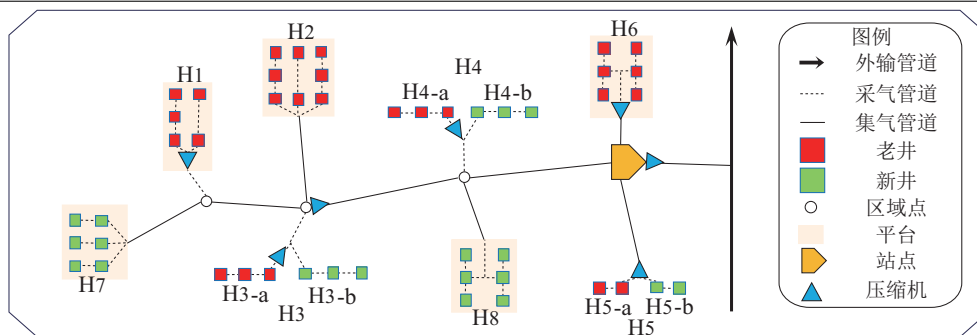 H1
H2
H4
H4-a
H4-b
H6
H7
H3-a
H3-b
H3
H8
H5-a
H5-b
H5
图例
外输管道
采气管道
集气管道
老井
新井
区域点
平台
站点
压缩机